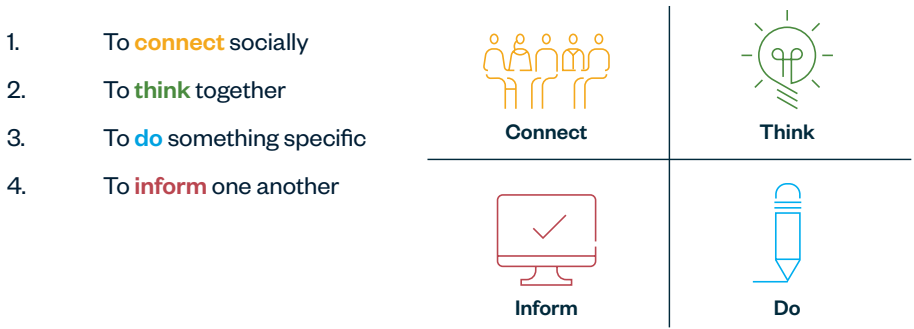 1. To connect socially
2. To think together
3. To do something specific
4. To inform one another
Connect
Think
Inform
Do